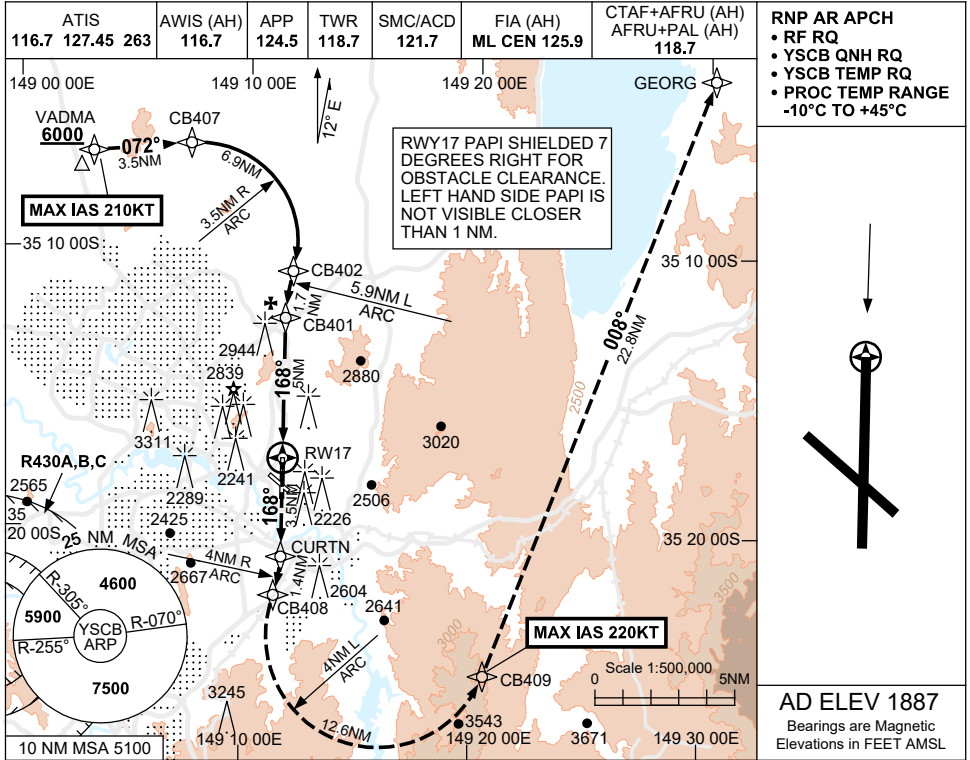 ATIS
116.7 127.45 263
AWIS (AH)
116.7
APP
124.5
TWR
118.7
SMC/ACD
121.7
FIA (AH)
ML CEN 125.9
CTAF+AFRU (AH)
AFRU+PAL (AH)
118.7
RNP AR APCH
• RF RQ
• YSCB QNH RQ
• YSCB TEMP RQ
• PROC TEMP RANGE
-10°C TO +45°C
149 00 00E
149 10 00E
149 20 00E
GEORG
12° E
VADMA
6000
CB407
072°
3.5NM
6.9NM
MAX IAS 210KT
3.5NM R
ARC
RWY17 PAPI SHIELDED 7
DEGREES RIGHT FOR
OBSTACLE CLEARANCE.
LEFT HAND SIDE PAPI IS
NOT VISIBLE CLOSER
THAN 1 NM.
35 10 00S
35 10 00S
CB402
1.7
NM
5.9NM L
ARC
CB401
008°
22.8NM
2944
168°
5NM
2839
2880
2500
3311
3020
R430A,B,C
2241
RW17
2565
2289
2506
168°
3.5NM
2226
35
20 00S
2425
25 NM MSA
35 20 00S
CURTN
2667
4NM R
ARC
1.4NM
2604
CB408
2641
3500
3000
4600
R-305°
5900
R-070°
YSCB
ARP
R-255°
7500
MAX IAS 220KT
4NM L
ARC
Scale 1:500,000
0 5NM
CB409
3245
3543
3671
12.6NM
10 NM MSA 5100
149 10 00E
149 20 00E
149 30 00E
AD ELEV 1887
Bearings are Magnetic
Elevations in FEET AMSL